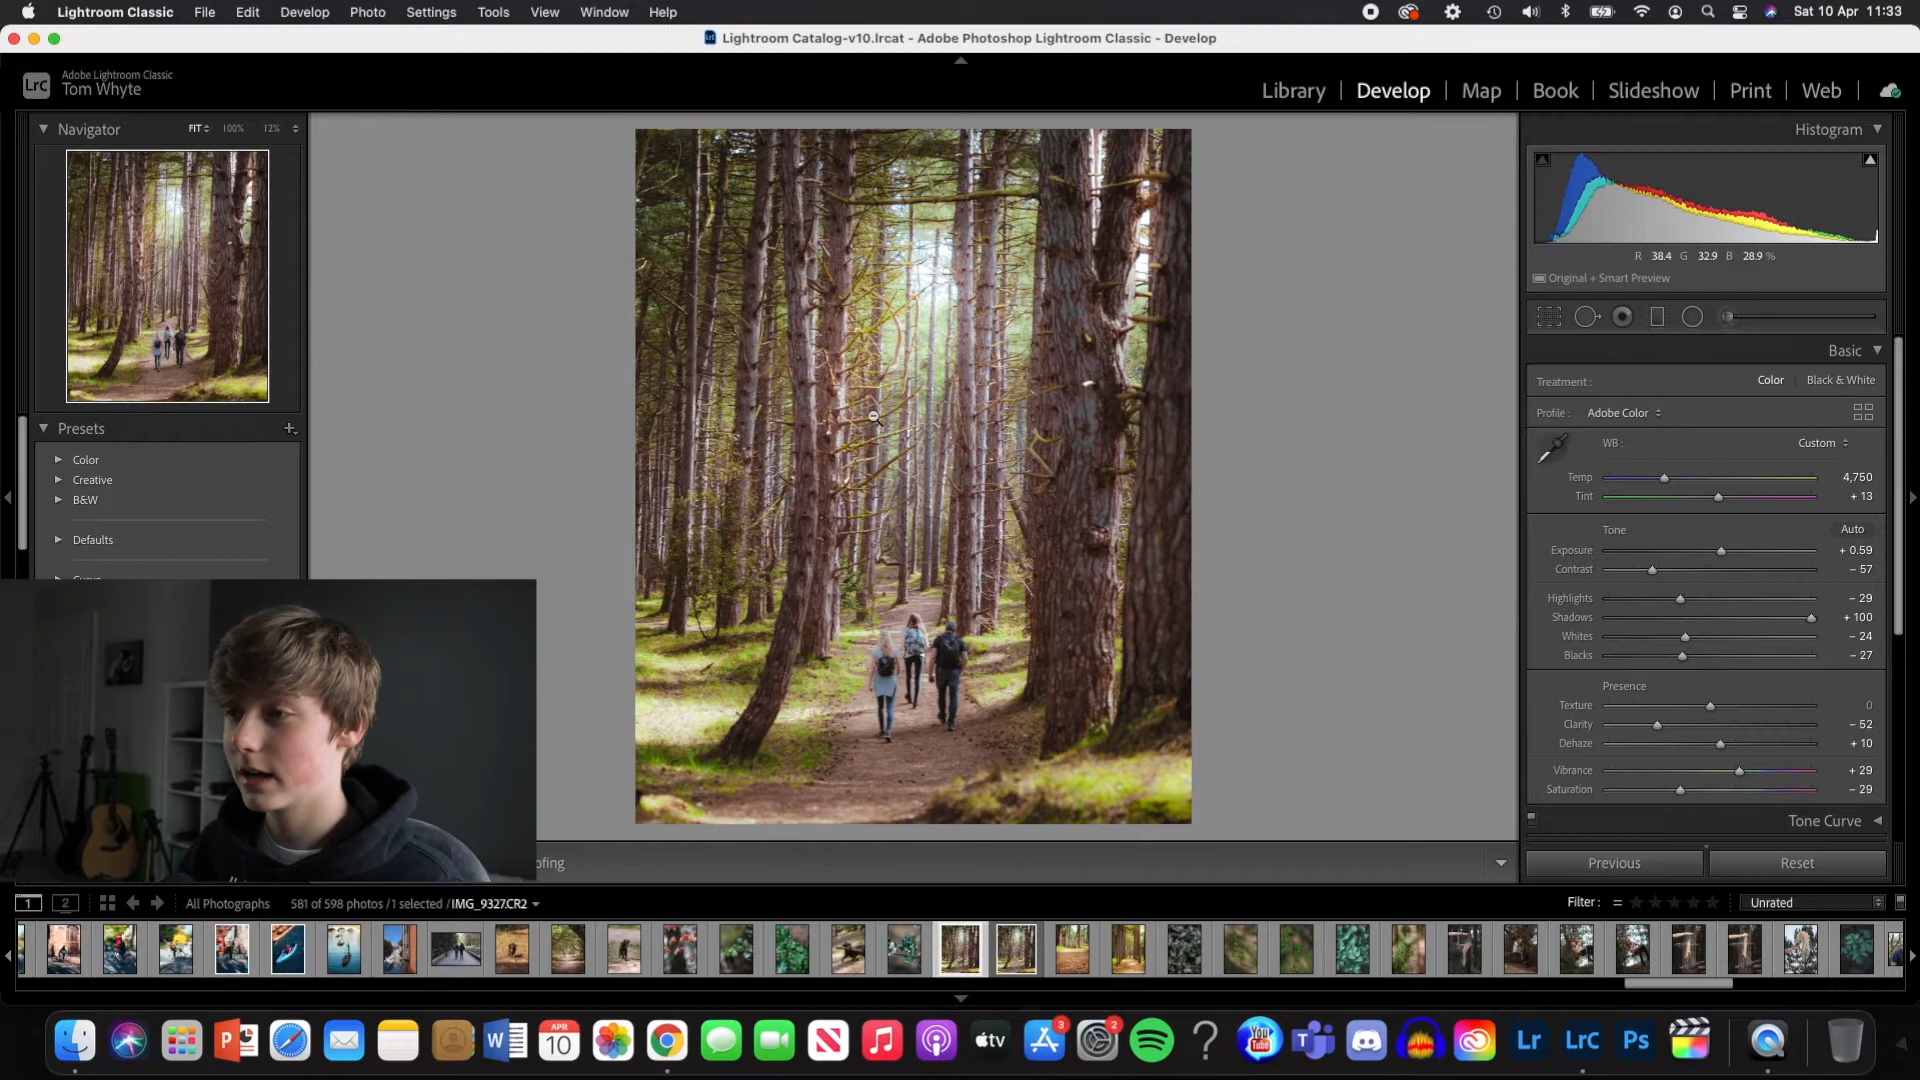 Lightroom Classic File Edit Develop Photo Settings Tools View Window Help Sat 10 Apr 11:33
Lightroom Catalog-v10.lrcat - Adobe Photoshop Lightroom Classic - Develop
LrC Adobe Lightroom Classic
Tom Whyte
Library | Develop | Map | Book | Slideshow | Print | Web |
Navigator FIT 100% 12%
Histogram
R 38.4 G 32.9 B 28.9 %
Original + Smart Preview
Basic
Treatment : Color | Black & White
Profile : Adobe Color
WB : Custom
Temp 4,750
Tint + 13
Tone Auto
Exposure + 0.59
Contrast – 57
Highlights – 29
Shadows + 100
Whites – 24
Blacks – 27
Presence
Texture 0
Clarity – 52
Dehaze + 10
Vibrance + 29
Saturation – 29
Tone Curve
Previous Reset
Presets +
Color
Creative
B&W
Defaults
ofing
1 2 All Photographs 581 of 598 photos / 1 selected / IMG_9327.CR2
Filter : Unrated
APR
10
W
tv
3
2
?
You
Tube
Lr LrC Ps